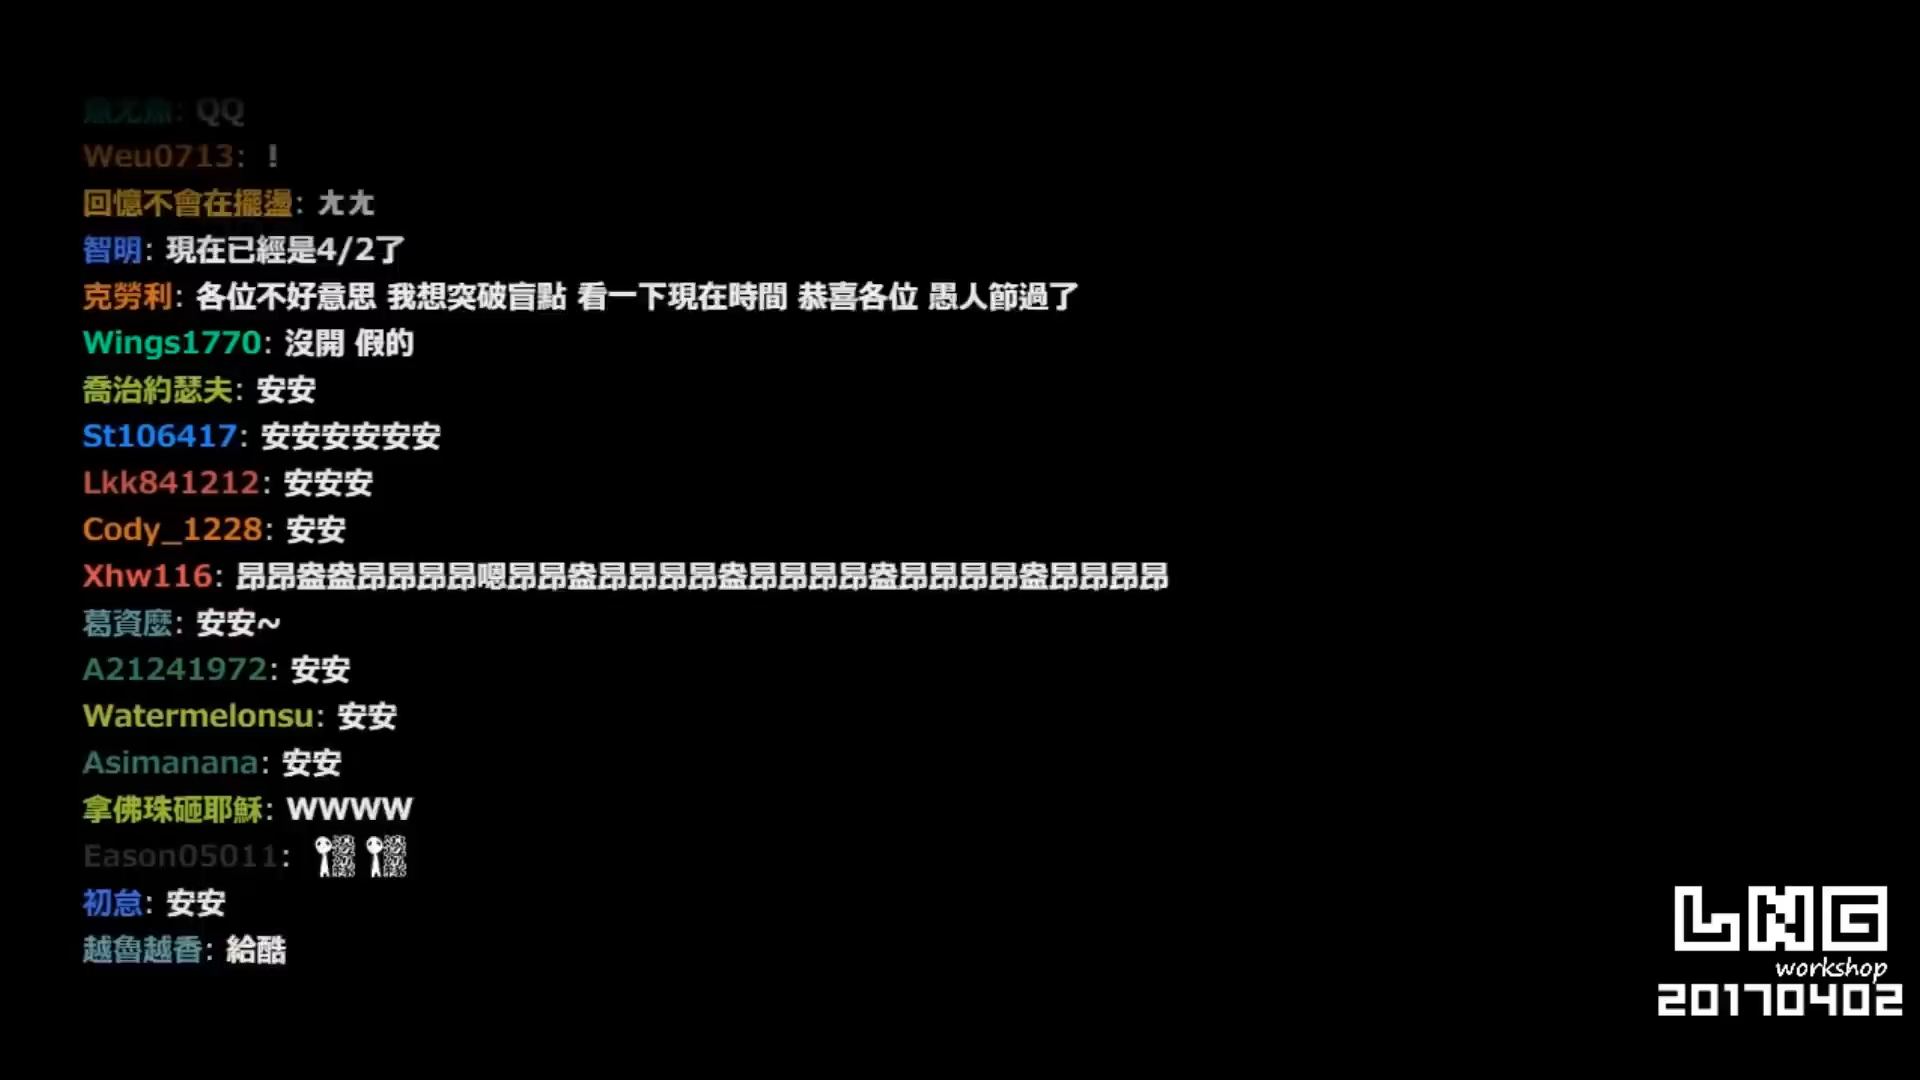 魚尤魚: QQ
Weu0713: ！
回憶不會在擺盪: ㄤㄤ
智明: 現在已經是4/2了
克勞利: 各位不好意思 我想突破盲點 看一下現在時間 恭喜各位 愚人節過了
Wings1770: 沒開 假的
喬治約瑟夫: 安安
St106417: 安安安安安安
Lkk841212: 安安安
Cody_1228: 安安
Xhw116: 昂昂盎盎昂昂昂昂嗯昂昂盎昂昂昂昂盎昂昂昂昂盎昂昂昂昂盎昂昂昂昂
葛資麼: 安安~
A21241972: 安安
Watermelonsu: 安安
Asimanana: 安安
拿佛珠砸耶穌: WWWW
Eason05011:
初怠: 安安
越魯越香: 給酷
LNG
workshop
20170402